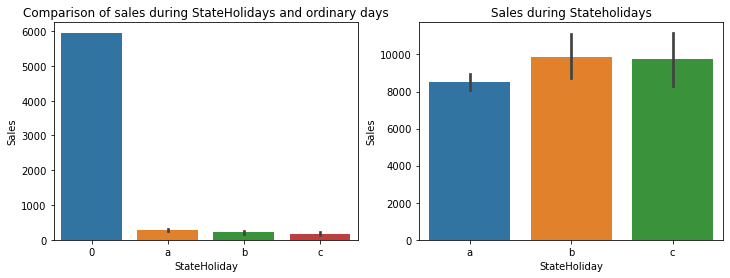 Comparison of sales during StateHolidays and ordinary days
6000
5000
4000
3000
2000
1000
0
Sales
0 a b c
StateHoliday
Sales during Stateholidays
10000
8000
6000
4000
2000
0
Sales
a b c
StateHoliday